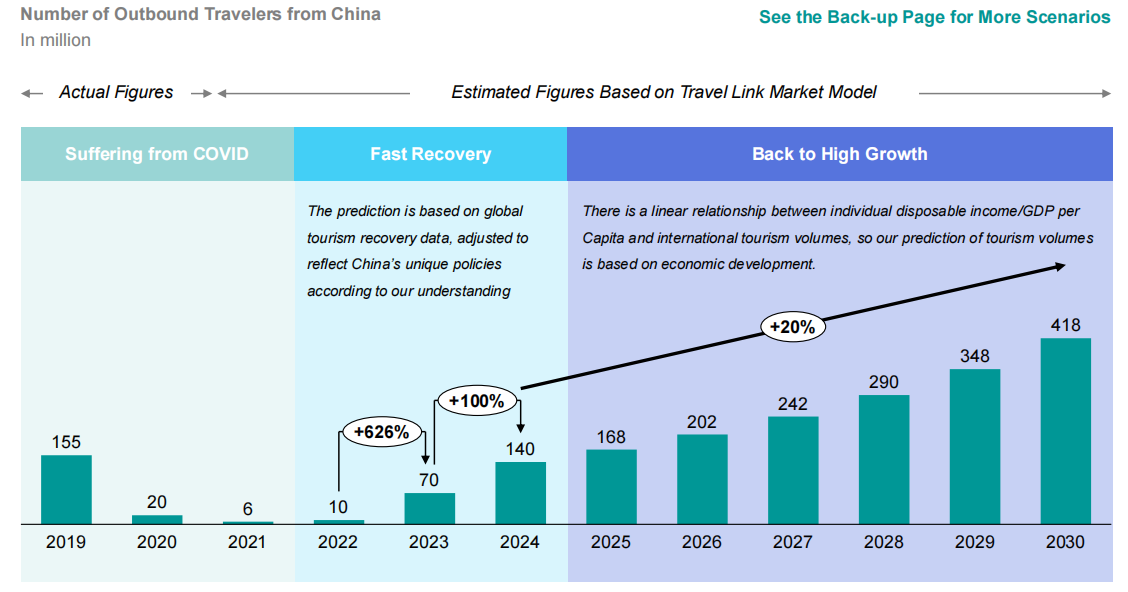 Number of Outbound Travelers from China
See the Back-up Page for More Scenarios
In million
Actual Figures
Estimated Figures Based on Travel Link Market Model
Suffering from COVID
Fast Recovery
Back to High Growth
The prediction is based on global
tourism recovery data, adjusted to
reflect China's unique policies
according to our understanding
There is a linear relationship between individual disposable income/GDP per
Capita and international tourism volumes, so our prediction of tourism volumes
is based on economic development.
+626%
+100%
+20%
155
20
6
10
70
140
168
202
242
290
348
418
2019
2020
2021
2022
2023
2024
2025
2026
2027
2028
2029
2030